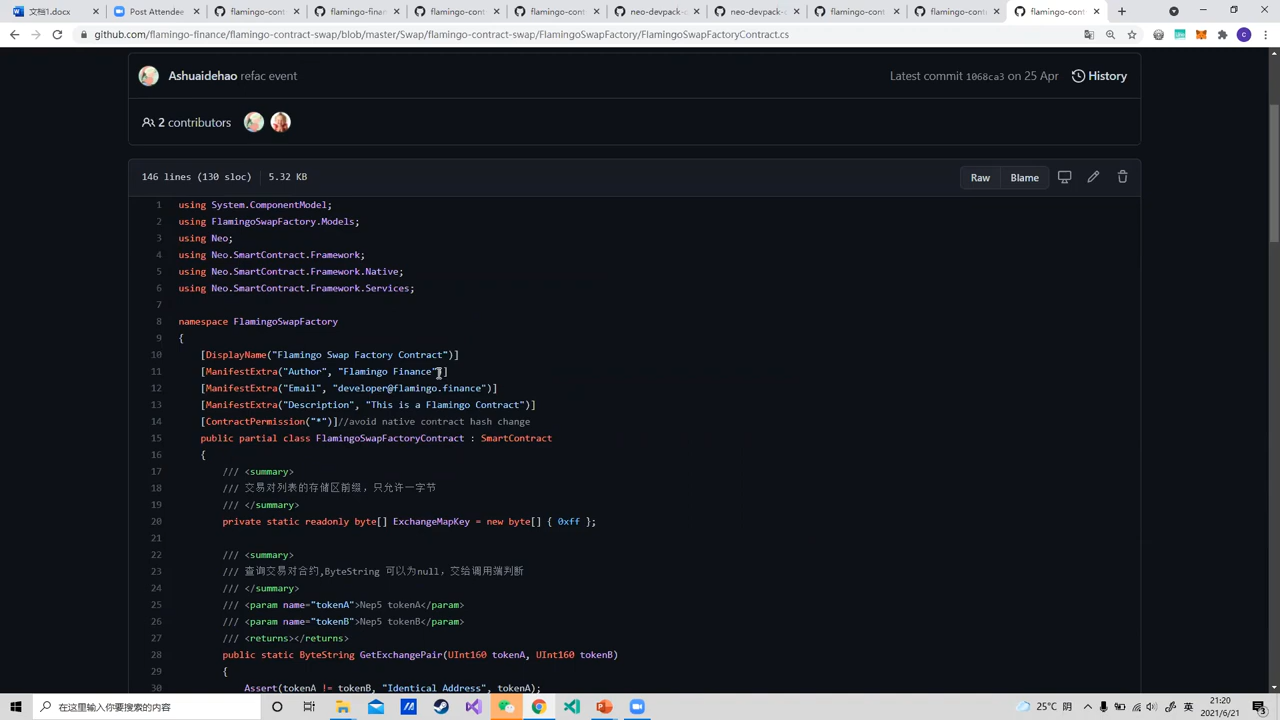 文档1.docx
Post Attendee
flamingo-cont
flamingo-finan
flamingo-cont
flamingo-cont
neo-devpack-d
neo-devpack-d
flamingo-cont
flamingo-cont
flamingo-cont
github.com/flamingo-finance/flamingo-contract-swap/blob/master/Swap/flamingo-contract-swap/FlamingoSwapFactory/FlamingoSwapFactoryContract.cs
Ashuaidehao refac event
Latest commit 1068ca3 on 25 Apr
History
2 contributors
146 lines (130 sloc) 5.32 KB
Raw
Blame
1 using System.ComponentModel;
2 using FlamingoSwapFactory.Models;
3 using Neo;
4 using Neo.SmartContract.Framework;
5 using Neo.SmartContract.Framework.Native;
6 using Neo.SmartContract.Framework.Services;
7
8 namespace FlamingoSwapFactory
9 {
10 [DisplayName("Flamingo Swap Factory Contract")]
11 [ManifestExtra("Author", "Flamingo Finance")]
12 [ManifestExtra("Email", "developer@flamingo.finance")]
13 [ManifestExtra("Description", "This is a Flamingo Contract")]
14 [ContractPermission("*")]//avoid native contract hash change
15 public partial class FlamingoSwapFactoryContract : SmartContract
16 {
17 /// <summary>
18 /// 交易对列表的存储区前缀，只允许一字节
19 /// </summary>
20 private static readonly byte[] ExchangeMapKey = new byte[] { 0xff };
21
22 /// <summary>
23 /// 查询交易对合约,ByteString 可以为null，交给调用端判断
24 /// </summary>
25 /// <param name="tokenA">Nep5 tokenA</param>
26 /// <param name="tokenB">Nep5 tokenB</param>
27 /// <returns></returns>
28 public static ByteString GetExchangePair(UInt160 tokenA, UInt160 tokenB)
29 {
30 Assert(tokenA != tokenB, "Identical Address", tokenA);
在这里输入你要搜索的内容
25°C 阴
英
21:20
2021/6/21